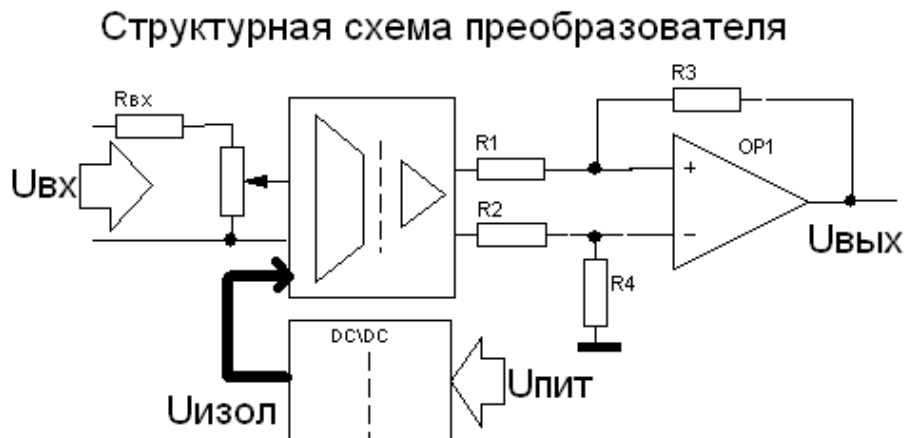 Структурная схема преобразователя
Rвх
R3
R1
OP1
+
Uвх
R2
−
Uвых
R4
DC\DC
Uпит
Uизол